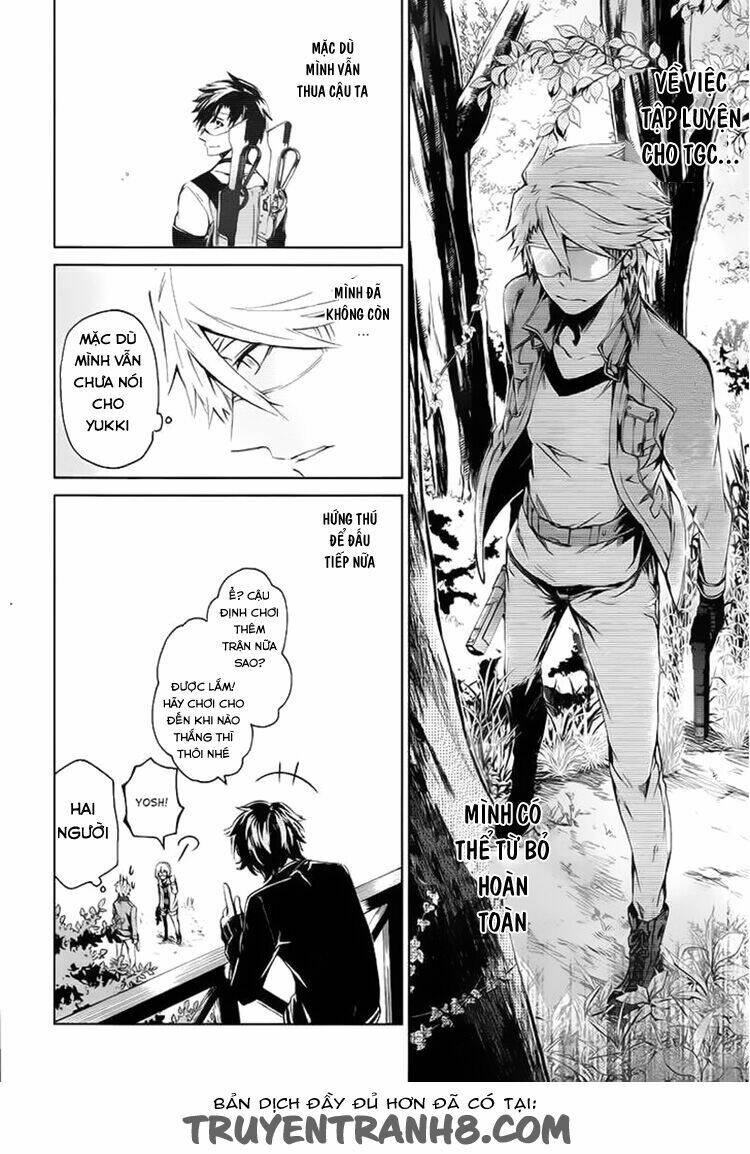 VỀ VIỆC
TẬP LUYỆN
CHO TGC...
MÌNH CÓ
THỂ TỪ BỎ
HOÀN
TOÀN
MẶC DÙ
MÌNH VẪN
THUA CẬU TA
MÌNH ĐÃ
KHÔNG CÒN
...
MẶC DÙ
MÌNH VẪN
CHƯA NÓI
CHO
YUKKI
HỨNG THÚ
ĐỂ ĐẤU
TIẾP NỮA
Ể? CẬU
ĐỊNH CHƠI
THÊM
TRẬN NỮA
SAO?
ĐƯỢC LẮM!
HÃY CHƠI CHO
ĐẾN KHI NÀO
THẮNG THÌ
THÔI NHÉ
YOSH!
HAI
NGƯỜI
BẢN DỊCH ĐẦY ĐỦ HƠN ĐÃ CÓ TẠI:
TRUYENTRANH8.COM